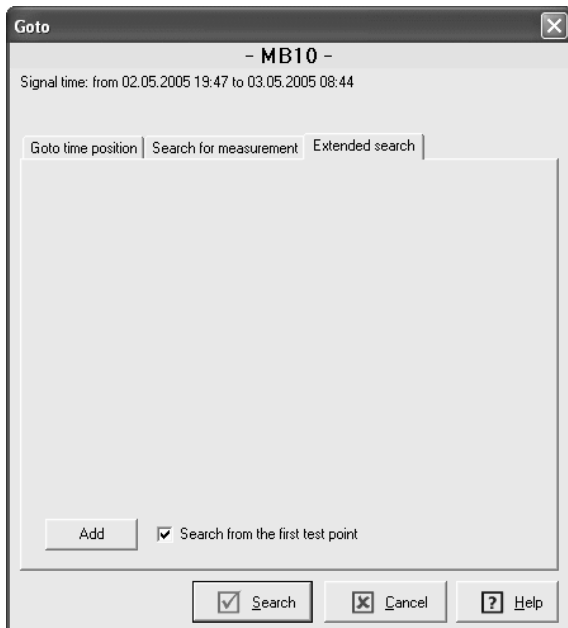 Goto
- MB10 -
Signal time: from 02.05.2005 19:47 to 03.05.2005 08:44
Goto time position Search for measurement Extended search
Add Search from the first test point
Search Cancel ? Help